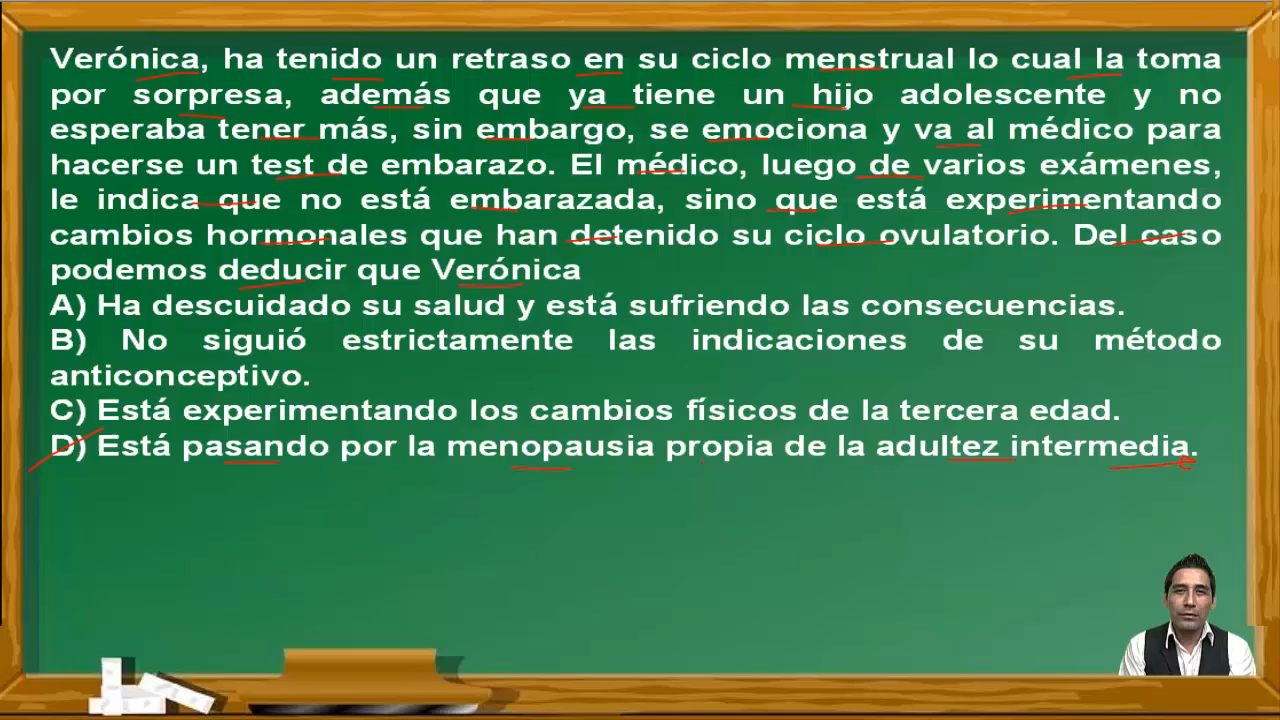 Verónica, ha tenido un retraso en su ciclo menstrual lo cual la toma
por sorpresa, además que ya tiene un hijo adolescente y no
esperaba tener más, sin embargo, se emociona y va al médico para
hacerse un test de embarazo. El médico, luego de varios exámenes,
le indica que no está embarazada, sino que está experimentando
cambios hormonales que han detenido su ciclo ovulatorio. Del caso
podemos deducir que Verónica
A) Ha descuidado su salud y está sufriendo las consecuencias.
B) No siguió estrictamente las indicaciones de su método
anticonceptivo.
C) Está experimentando los cambios físicos de la tercera edad.
D) Está pasando por la menopausia propia de la adultez intermedia.